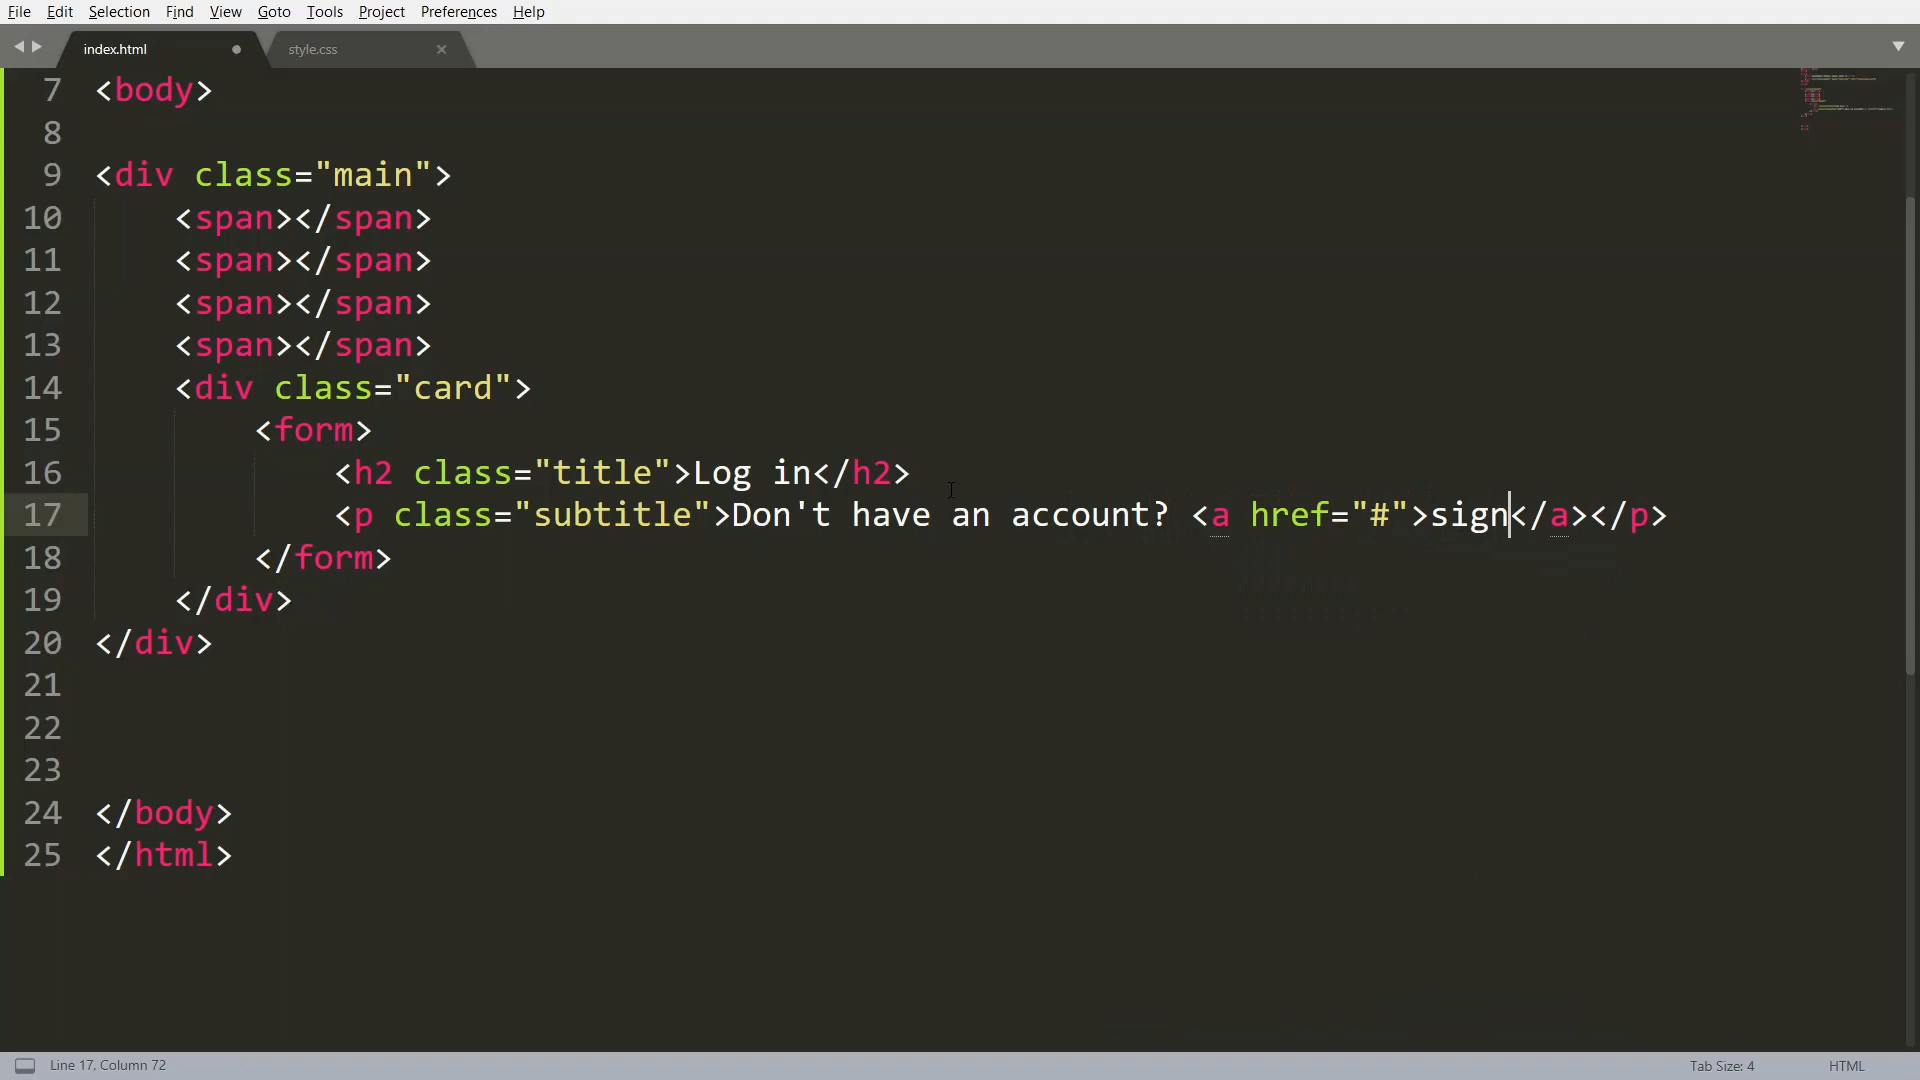 File Edit Selection Find View Goto Tools Project Preferences Help
index.html style.css
7 <body>
8
9 <div class="main">
10 <span></span>
11 <span></span>
12 <span></span>
13 <span></span>
14 <div class="card">
15 <form>
16 <h2 class="title">Log in</h2>
17 <p class="subtitle">Don't have an account? <a href="#">sign</a></p>
18 </form>
19 </div>
20 </div>
21
22
23
24 </body>
25 </html>
Line 17, Column 72 Tab Size: 4 HTML